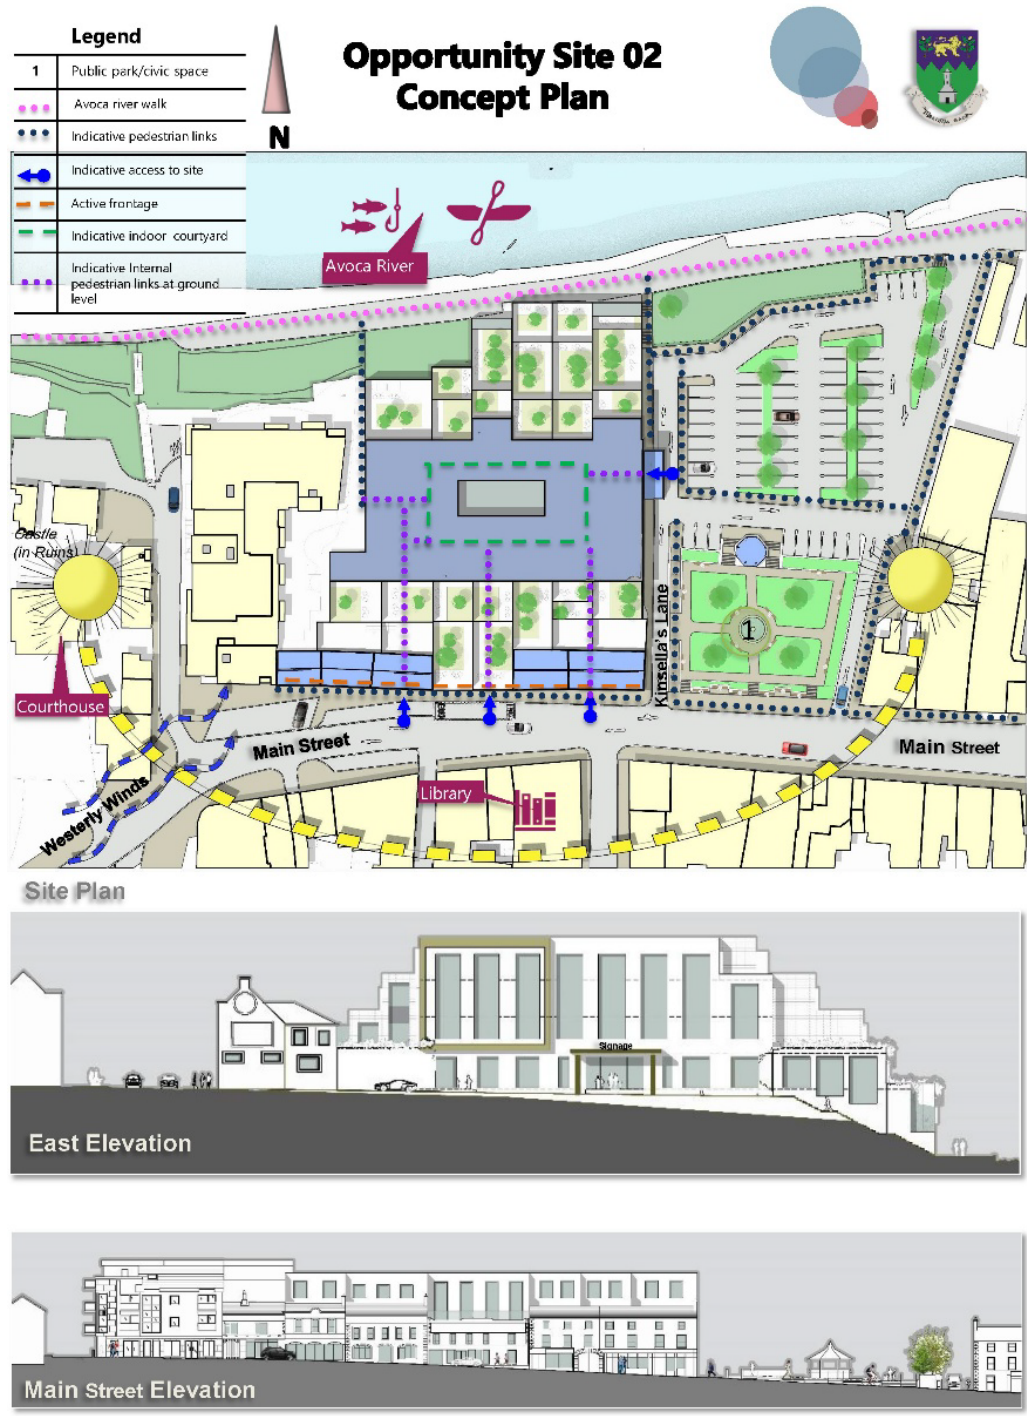 Legend
1 Public park/civic space
Avoca river walk
Indicative pedestrian links
Indicative access to site
Active frontage
Indicative indoor courtyard
Indicative Internal
pedestrian links at ground
level
N
Opportunity Site 02
Concept Plan
Avoca River
Castle
(in Ruins)
Courthouse
Kinsella's Lane
1
Main Street
Main Street
Westerly Winds
Library
Site Plan
Signage
East Elevation
Main Street Elevation